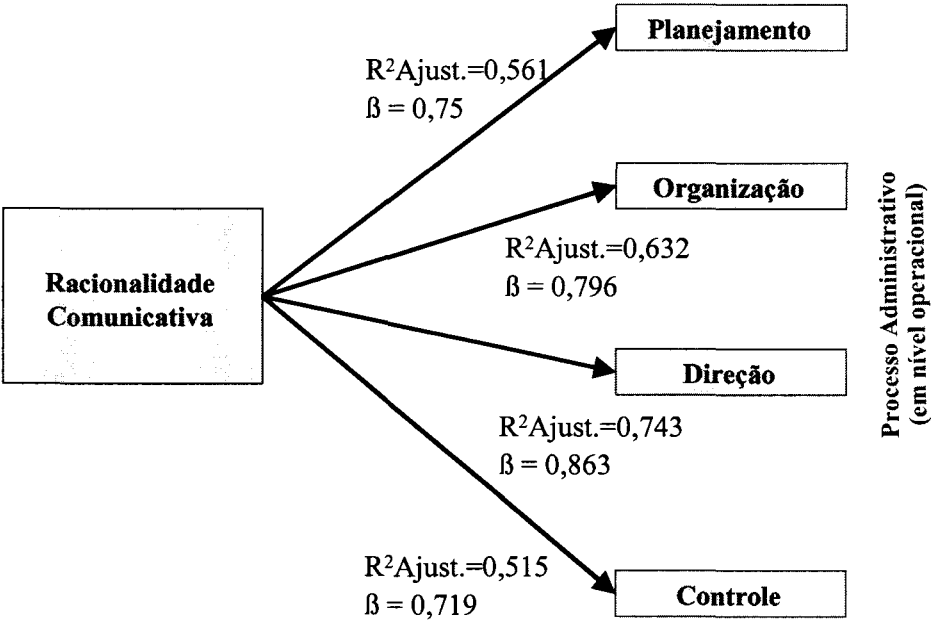 Planejamento
R²Ajust.=0,561
ß = 0,75
Organização
R²Ajust.=0,632
ß = 0,796
Racionalidade
Comunicativa
Direção
R²Ajust.=0,743
ß = 0,863
R²Ajust.=0,515
ß = 0,719
Controle
Processo Administrativo
(em nível operacional)